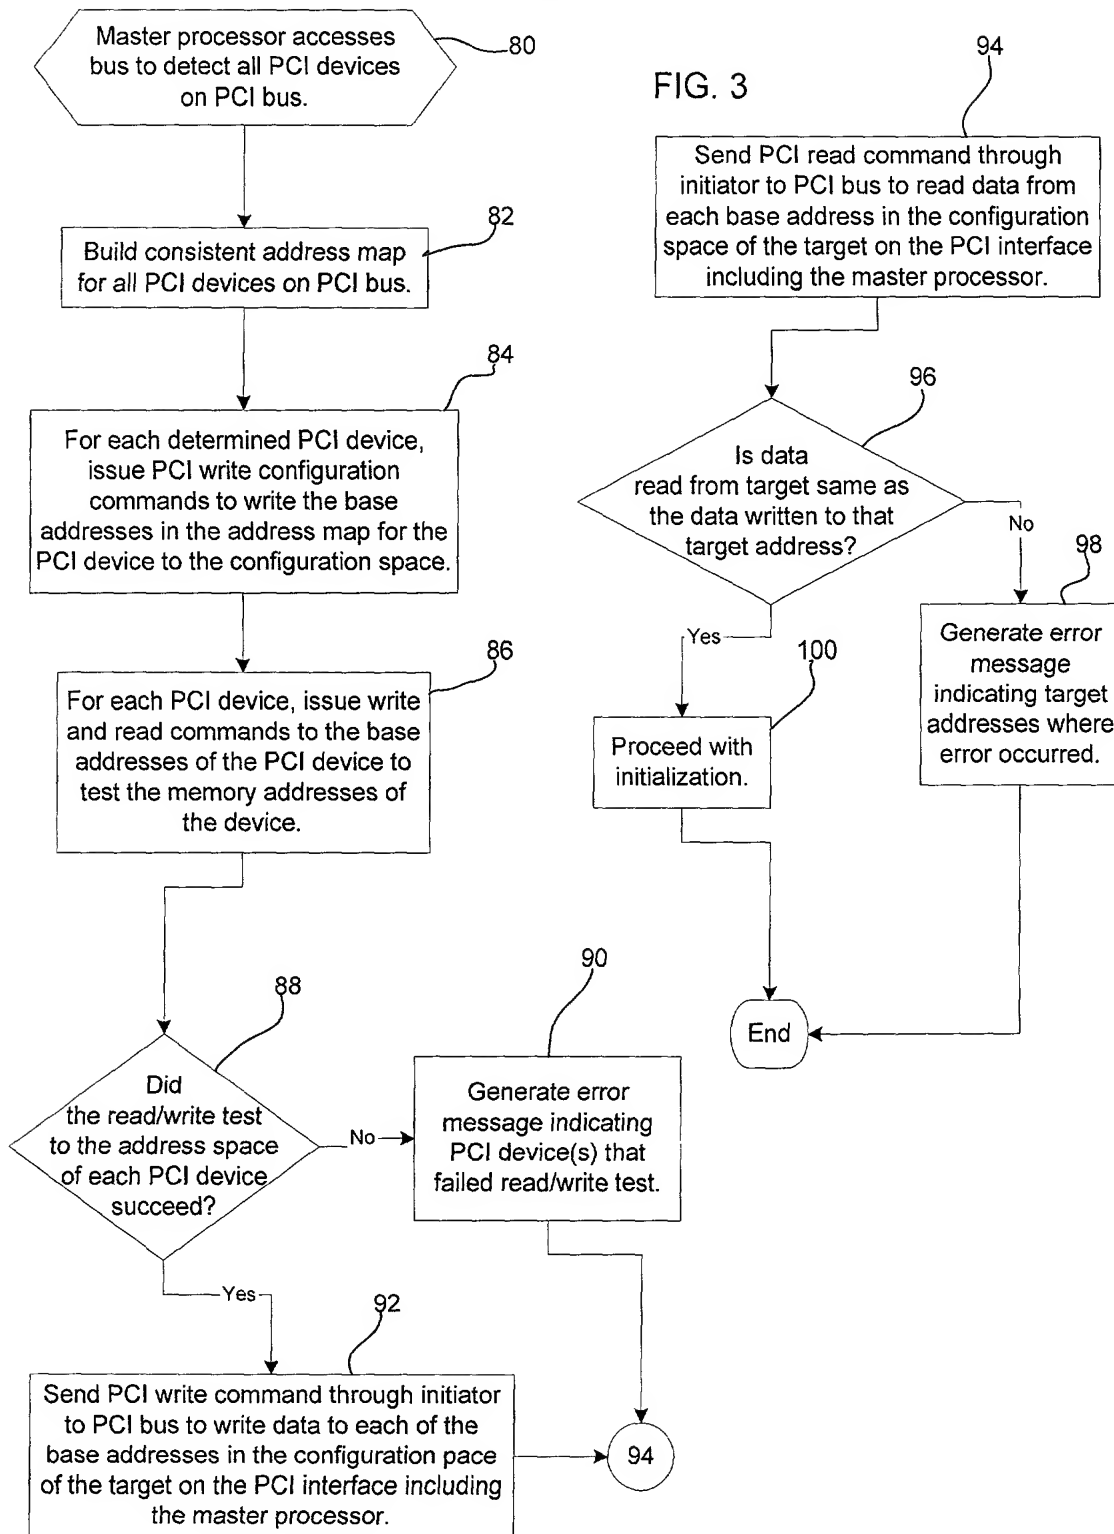 Master processor accesses
bus to detect all PCI devices
on PCI bus.
80
82
Build consistent address map
for all PCI devices on PCI bus.
84
For each determined PCI device,
issue PCI write configuration
commands to write the base
addresses in the address map for the
PCI device to the configuration space.
86
For each PCI device, issue write
and read commands to the base
addresses of the PCI device to
test the memory addresses of
the device.
88
Did
the read/write test
to the address space
of each PCI device
succeed?
No
90
Generate error
message indicating
PCI device(s) that
failed read/write test.
Yes
92
Send PCI write command through initiator
to PCI bus to write data to each of the
base addresses in the configuration pace
of the target on the PCI interface including
the master processor.
94
FIG. 3
94
Send PCI read command through
initiator to PCI bus to read data from
each base address in the configuration
space of the target on the PCI interface
including the master processor.
96
Is data
read from target same as
the data written to that
target address?
No
98
Generate error
message
indicating target
addresses where
error occurred.
Yes
100
Proceed with
initialization.
End